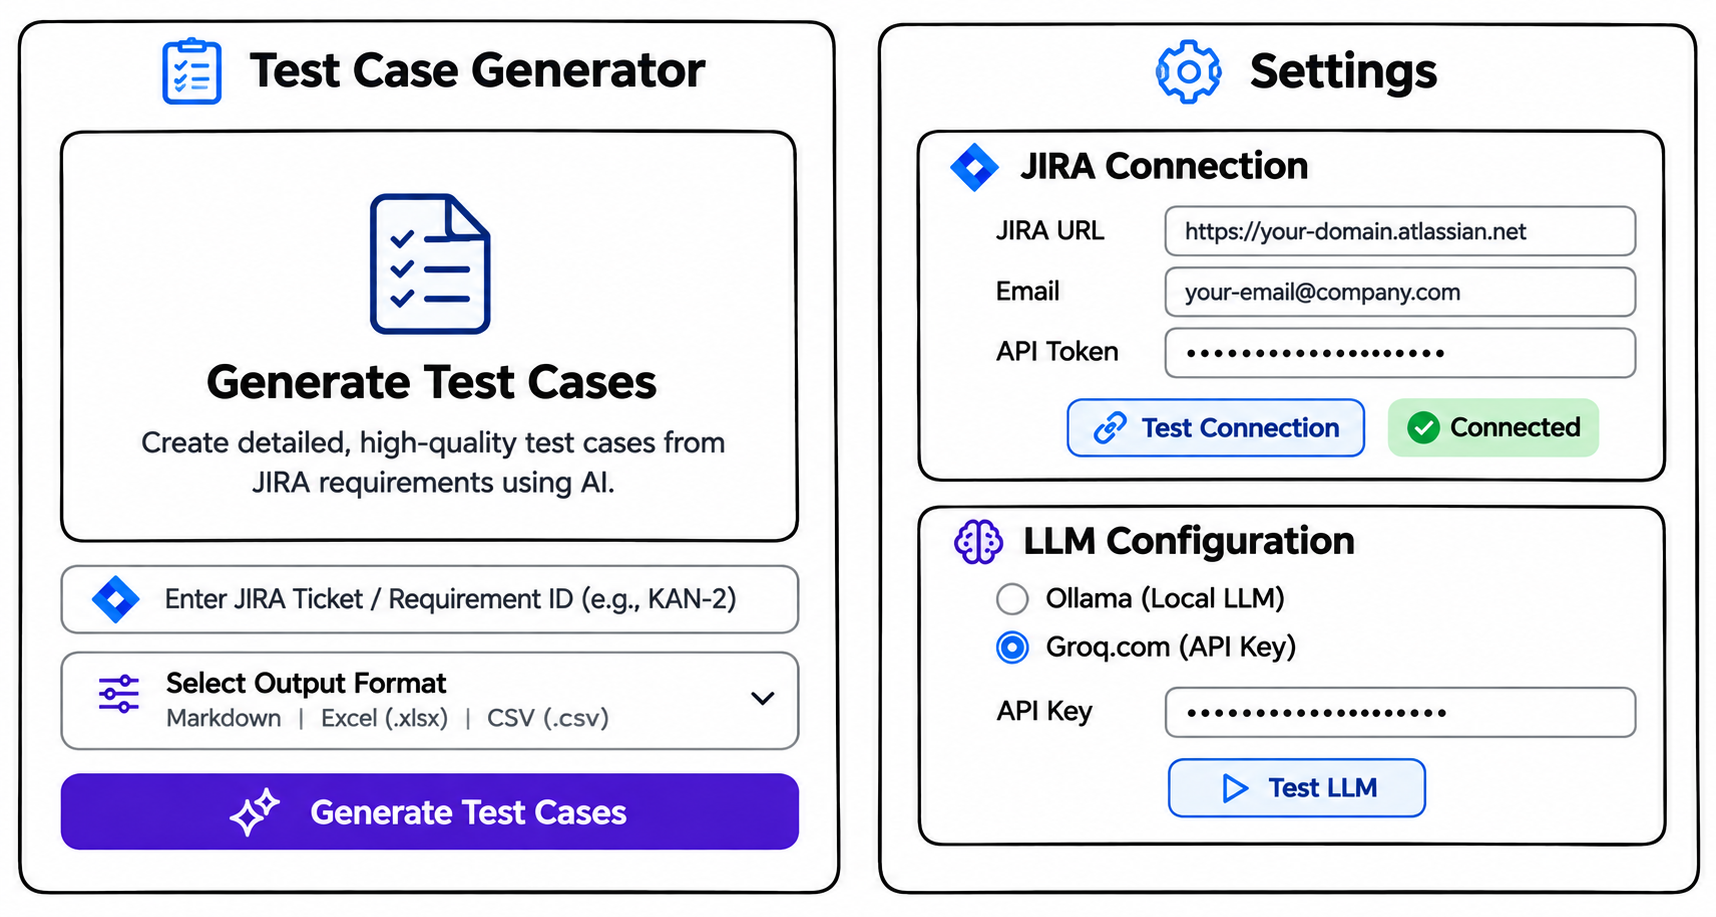 Test Case Generator
Generate Test Cases
Create detailed, high-quality test cases from
JIRA requirements using AI.
Enter JIRA Ticket / Requirement ID (e.g., KAN-2)
Select Output Format
Markdown | Excel (.xlsx) | CSV (.csv)
Generate Test Cases
Settings
JIRA Connection
JIRA URL https://your-domain.atlassian.net
Email your-email@company.com
API Token ••••••••••••••••••••
Test Connection Connected
LLM Configuration
Ollama (Local LLM)
Groq.com (API Key)
API Key ••••••••••••••••••••
Test LLM